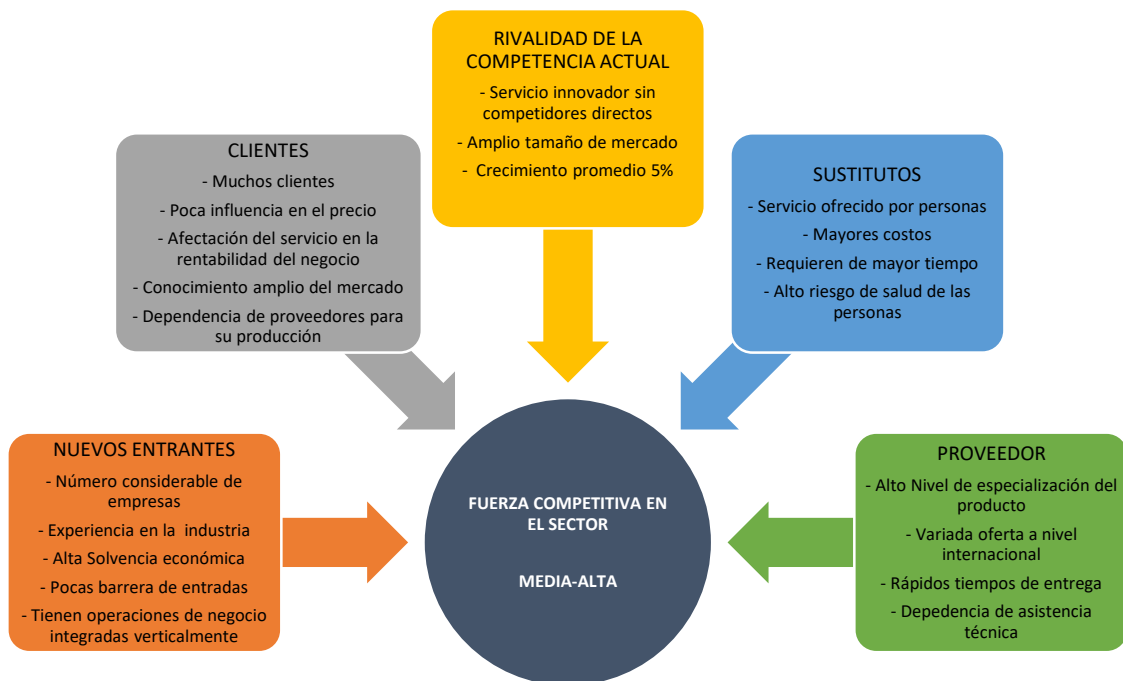 RIVALIDAD DE LA
COMPETENCIA ACTUAL
- Servicio innovador sin
competidores directos
- Amplio tamaño de mercado
- Crecimiento promedio 5%
CLIENTES
- Muchos clientes
- Poca influencia en el precio
- Afectación del servicio en la
rentabilidad del negocio
- Conocimiento amplio del mercado
- Dependencia de proveedores para
su producción
SUSTITUTOS
- Servicio ofrecido por personas
- Mayores costos
- Requieren de mayor tiempo
- Alto riesgo de salud de las
personas
NUEVOS ENTRANTES
- Número considerable de
empresas
- Experiencia en la industria
- Alta Solvencia económica
- Pocas barrera de entradas
- Tienen operaciones de negocio
integradas verticalmente
FUERZA COMPETITIVA EN
EL SECTOR
MEDIA-ALTA
PROVEEDOR
- Alto Nivel de especialización del
producto
- Variada oferta a nivel
internacional
- Rápidos tiempos de entrega
- Depedencia de asistencia
técnica